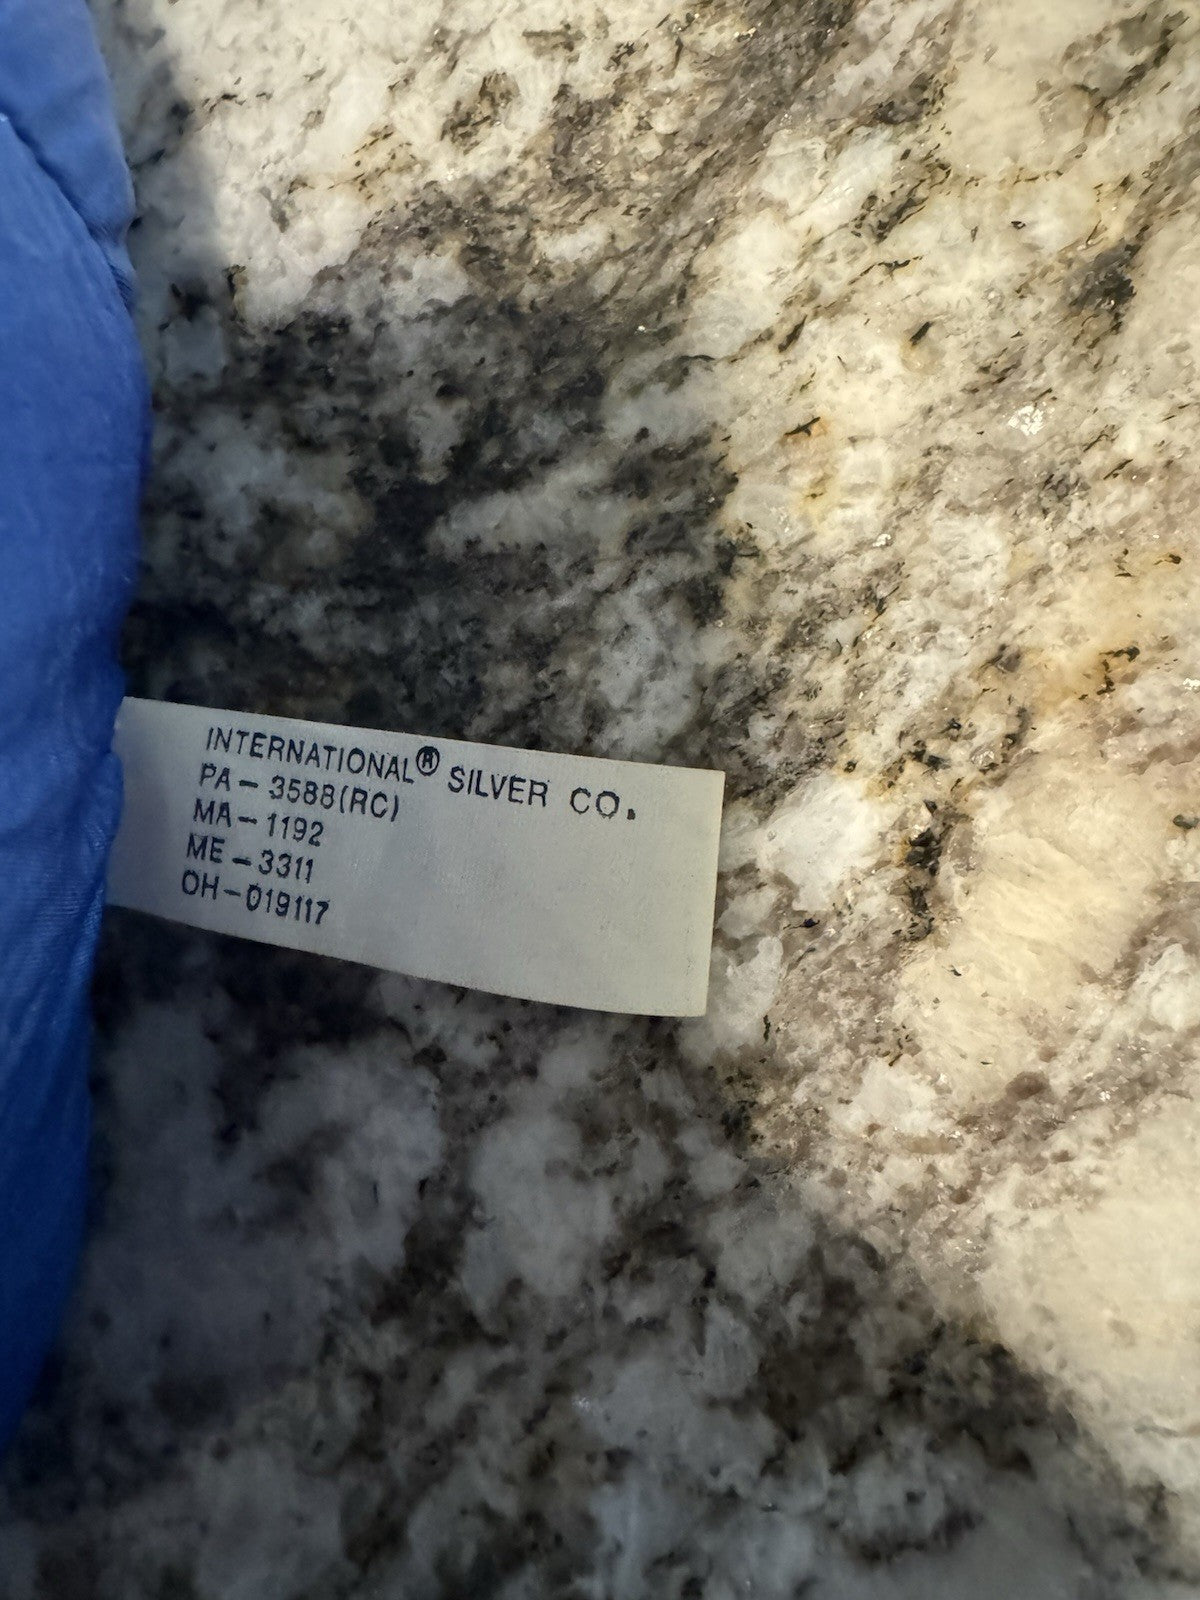 INTERNATIONAL® SILVER CO.
PA-3588(RC)
MA-1192
ME-3311
OH-019117